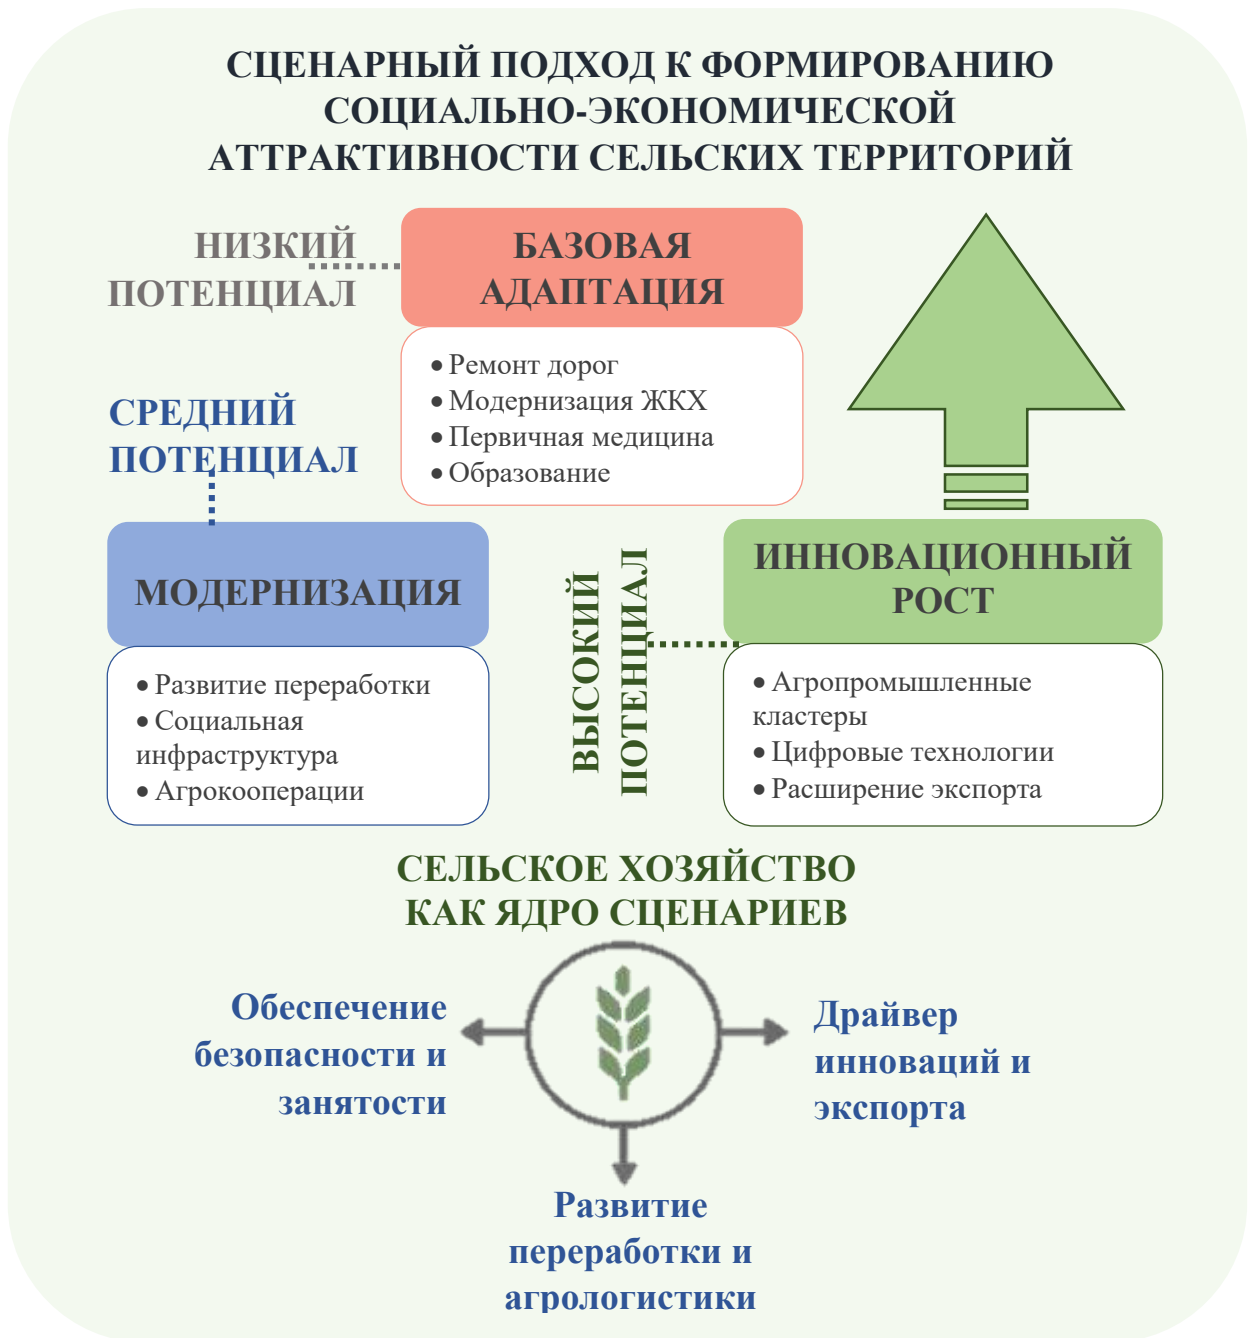 СЦЕНАРНЫЙ ПОДХОД К ФОРМИРОВАНИЮ
СОЦИАЛЬНО-ЭКОНОМИЧЕСКОЙ
АТТРАКТИВНОСТИ СЕЛЬСКИХ ТЕРРИТОРИЙ
НИЗКИЙ
ПОТЕНЦИАЛ
БАЗОВАЯ
АДАПТАЦИЯ
• Ремонт дорог
• Модернизация ЖКХ
• Первичная медицина
• Образование
СРЕДНИЙ
ПОТЕНЦИАЛ
МОДЕРНИЗАЦИЯ
• Развитие переработки
• Социальная
инфраструктура
• Агрокооперации
ВЫСОКИЙ
ПОТЕНЦИАЛ
ИННОВАЦИОННЫЙ
РОСТ
• Агропромышленные
кластеры
• Цифровые технологии
• Расширение экспорта
СЕЛЬСКОЕ ХОЗЯЙСТВО
КАК ЯДРО СЦЕНАРИЕВ
Обеспечение
безопасности и
занятости
Драйвер
инноваций и
экспорта
Развитие
переработки и
агрологистики